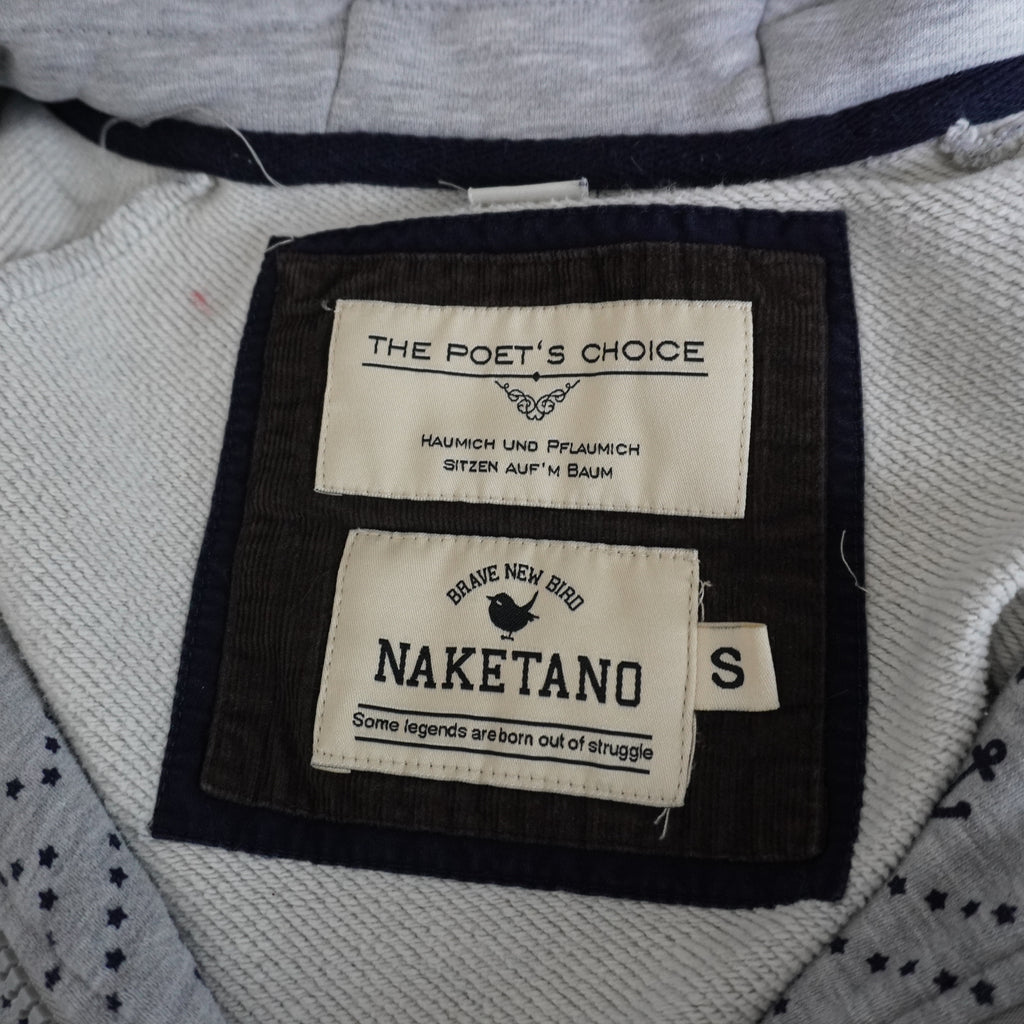 THE POET‘S CHOICE
HAUMICH UND PFLAUMICH
SITZEN AUF'M BAUM
BRAVE NEW BIRD
NAKETANO
S
Some legends are born out of struggle